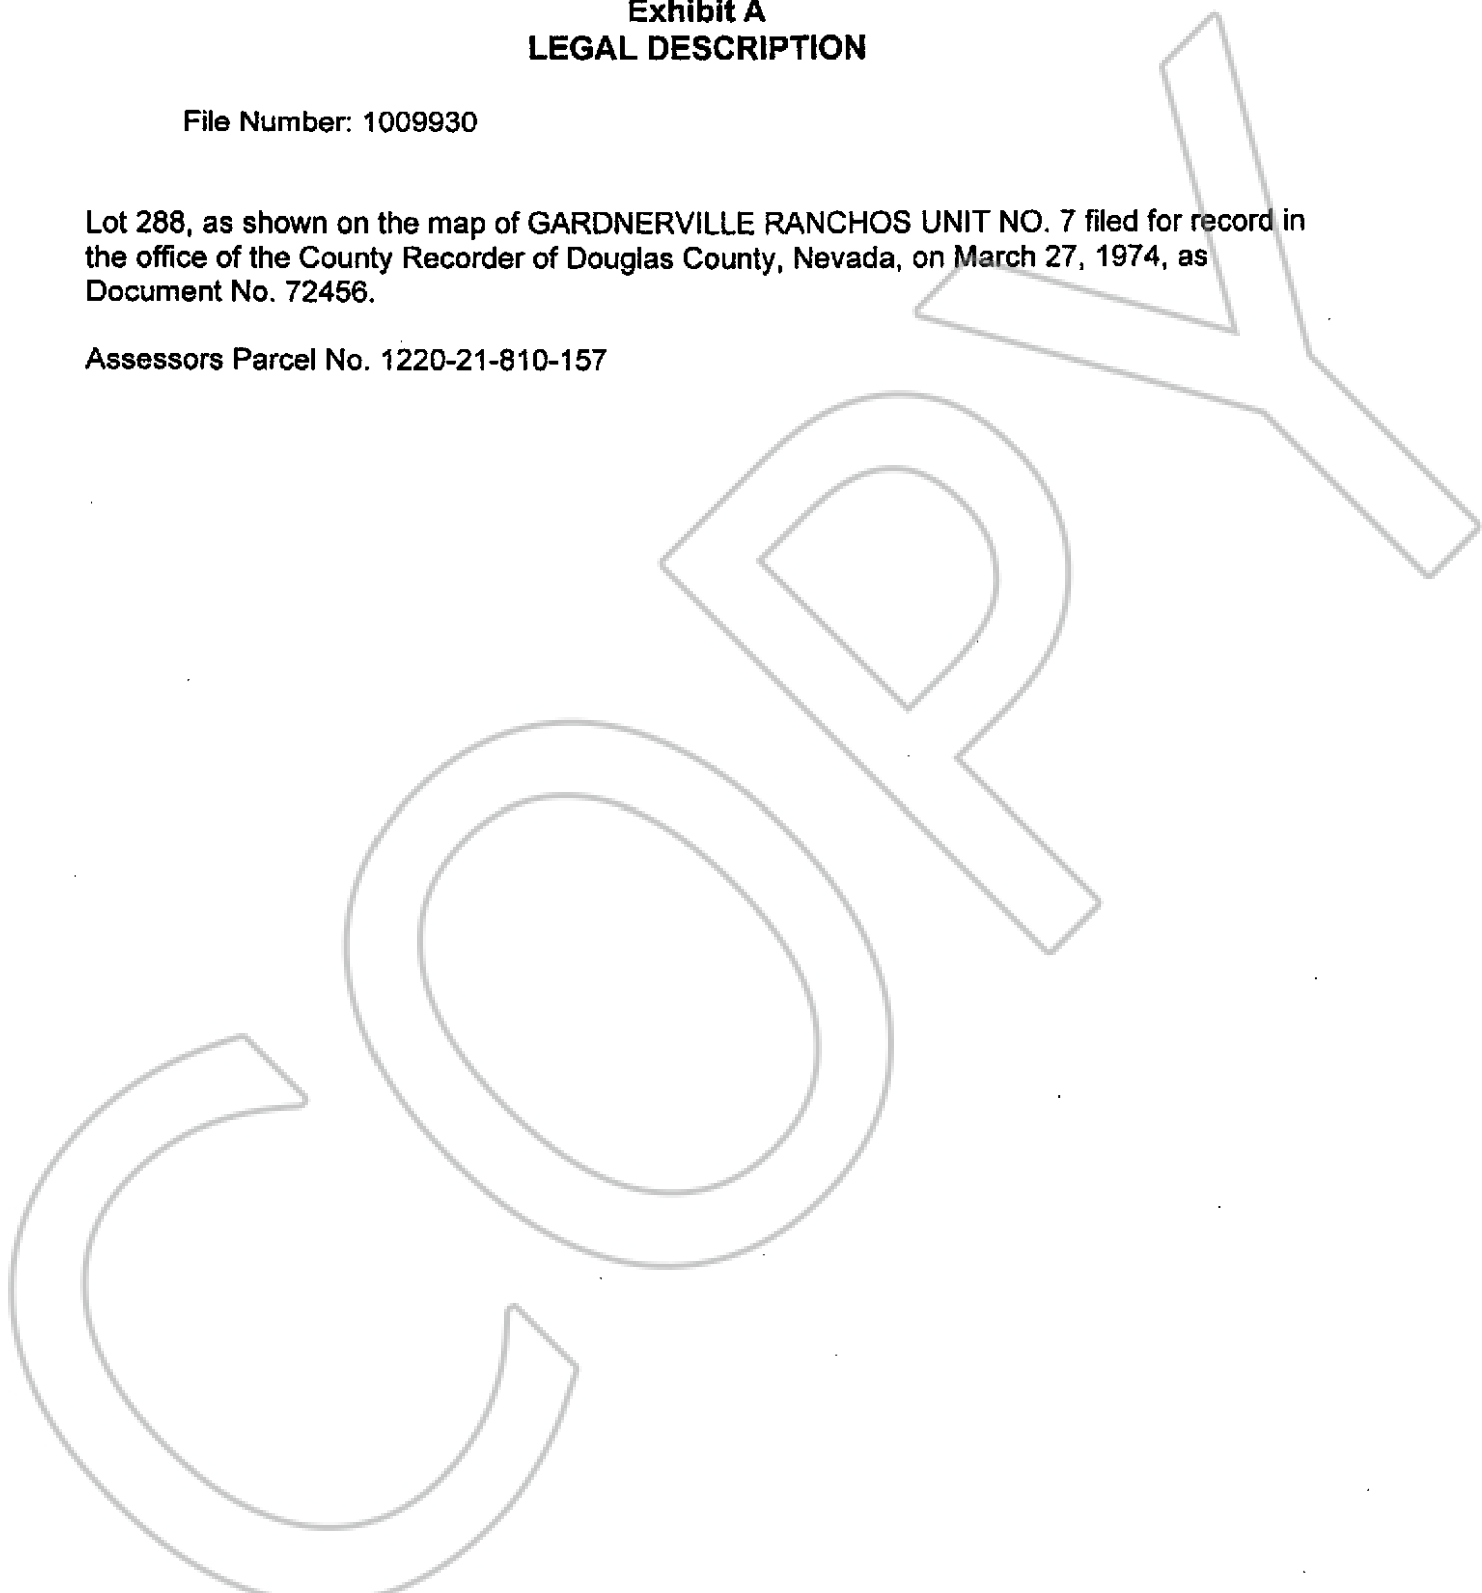 Exhibit A
LEGAL DESCRIPTION
File Number: 1009930
Lot 288, as shown on the map of GARDNERVILLE RANCHOS UNIT NO. 7 filed for record in
the office of the County Recorder of Douglas County, Nevada, on March 27, 1974, as
Document No. 72456.
Assessors Parcel No. 1220-21-810-157
COPY